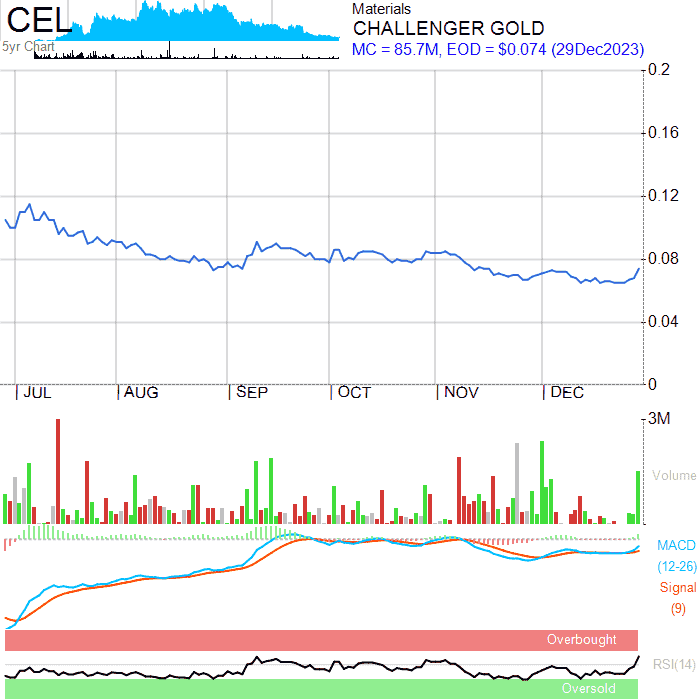 CEL
5yr Chart
Materials
CHALLENGER GOLD
MC = 85.7M, EOD = $0.074 (29Dec2023)
0.2
0.16
0.12
0.08
0.04
0
JUL AUG SEP OCT NOV DEC
3M
Volume
MACD
(12-26)
Signal
(9)
Overbought
RSI(14)
Oversold